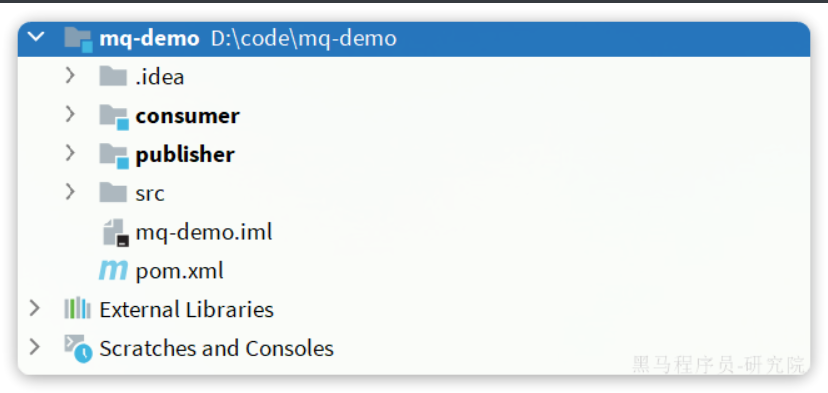 mq-demo D:\code\mq-demo
.idea
consumer
publisher
src
mq-demo.iml
pom.xml
External Libraries
Scratches and Consoles
黑马程序员-研究院